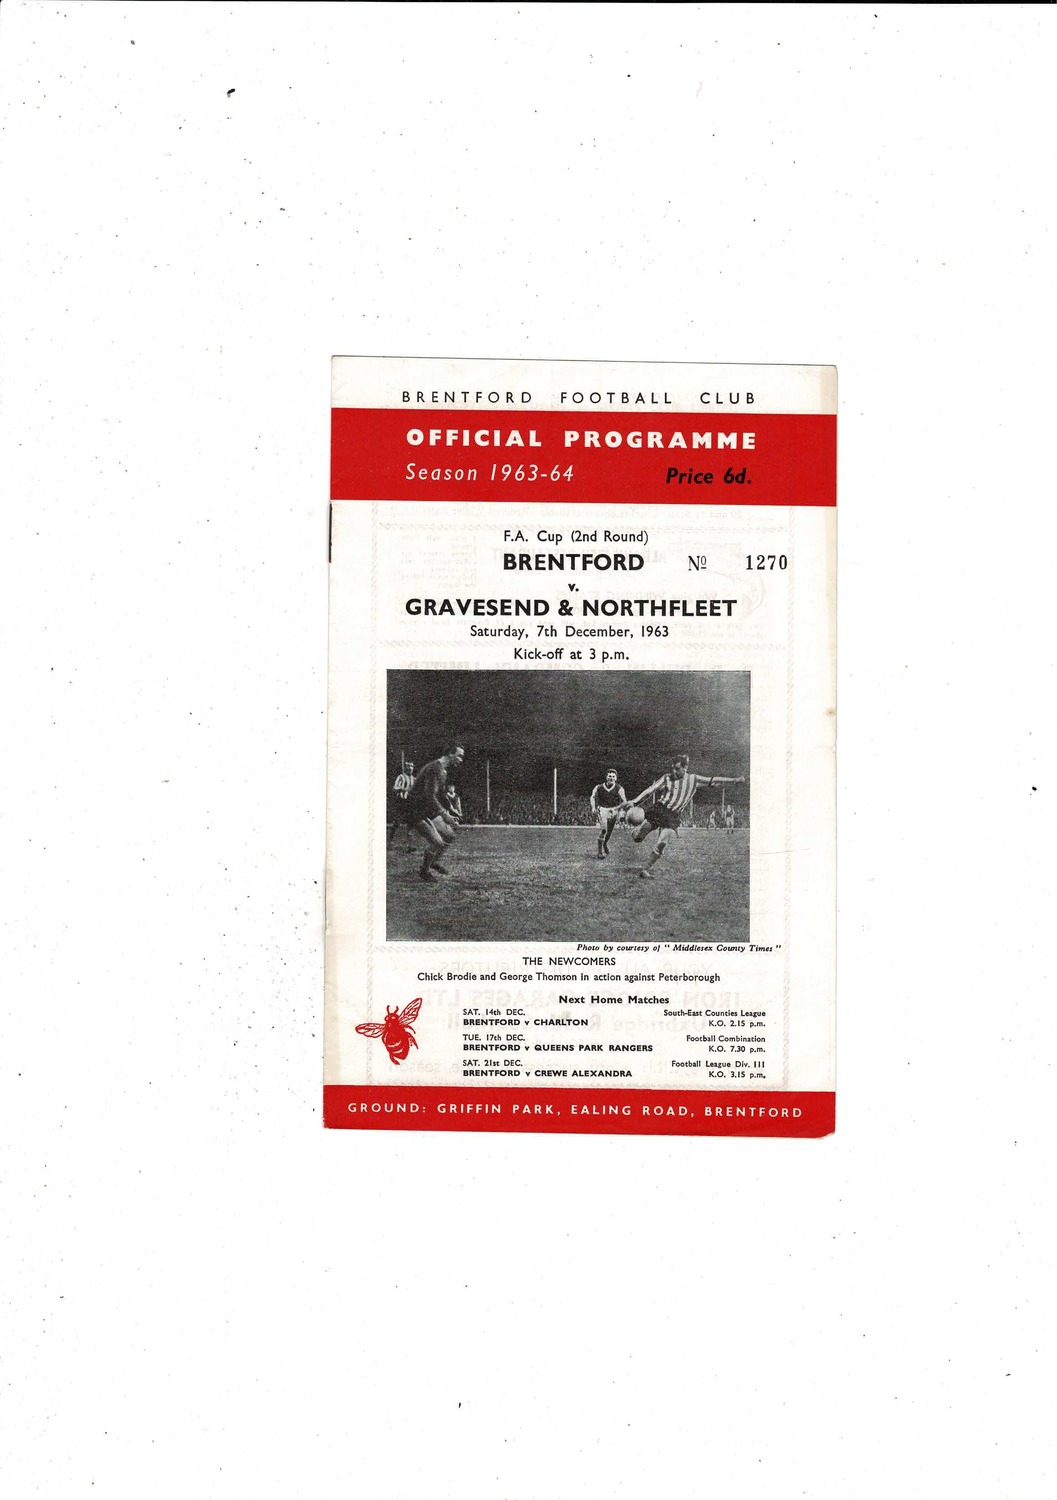 BRENTFORD FOOTBALL CLUB
OFFICIAL PROGRAMME
Season 1963-64 Price 6d.
F.A. Cup (2nd Round)
BRENTFORD Nº 1270
v.
GRAVESEND & NORTHFLEET
Saturday, 7th December, 1963
Kick-off at 3 p.m.
Photo by courtesy of " Middlesex County Times "
THE NEWCOMERS
Chick Brodie and George Thomson in action against Peterborough
Next Home Matches
SAT. 14th DEC. South-East Counties League
BRENTFORD v CHARLTON K.O. 2.15 p.m.
TUE. 17th DEC. Football Combination
BRENTFORD v QUEENS PARK RANGERS K.O. 7.30 p.m.
SAT. 21st DEC. Football League Div. III
BRENTFORD v CREWE ALEXANDRA K.O. 3.15 p.m.
GROUND: GRIFFIN PARK, EALING ROAD, BRENTFORD